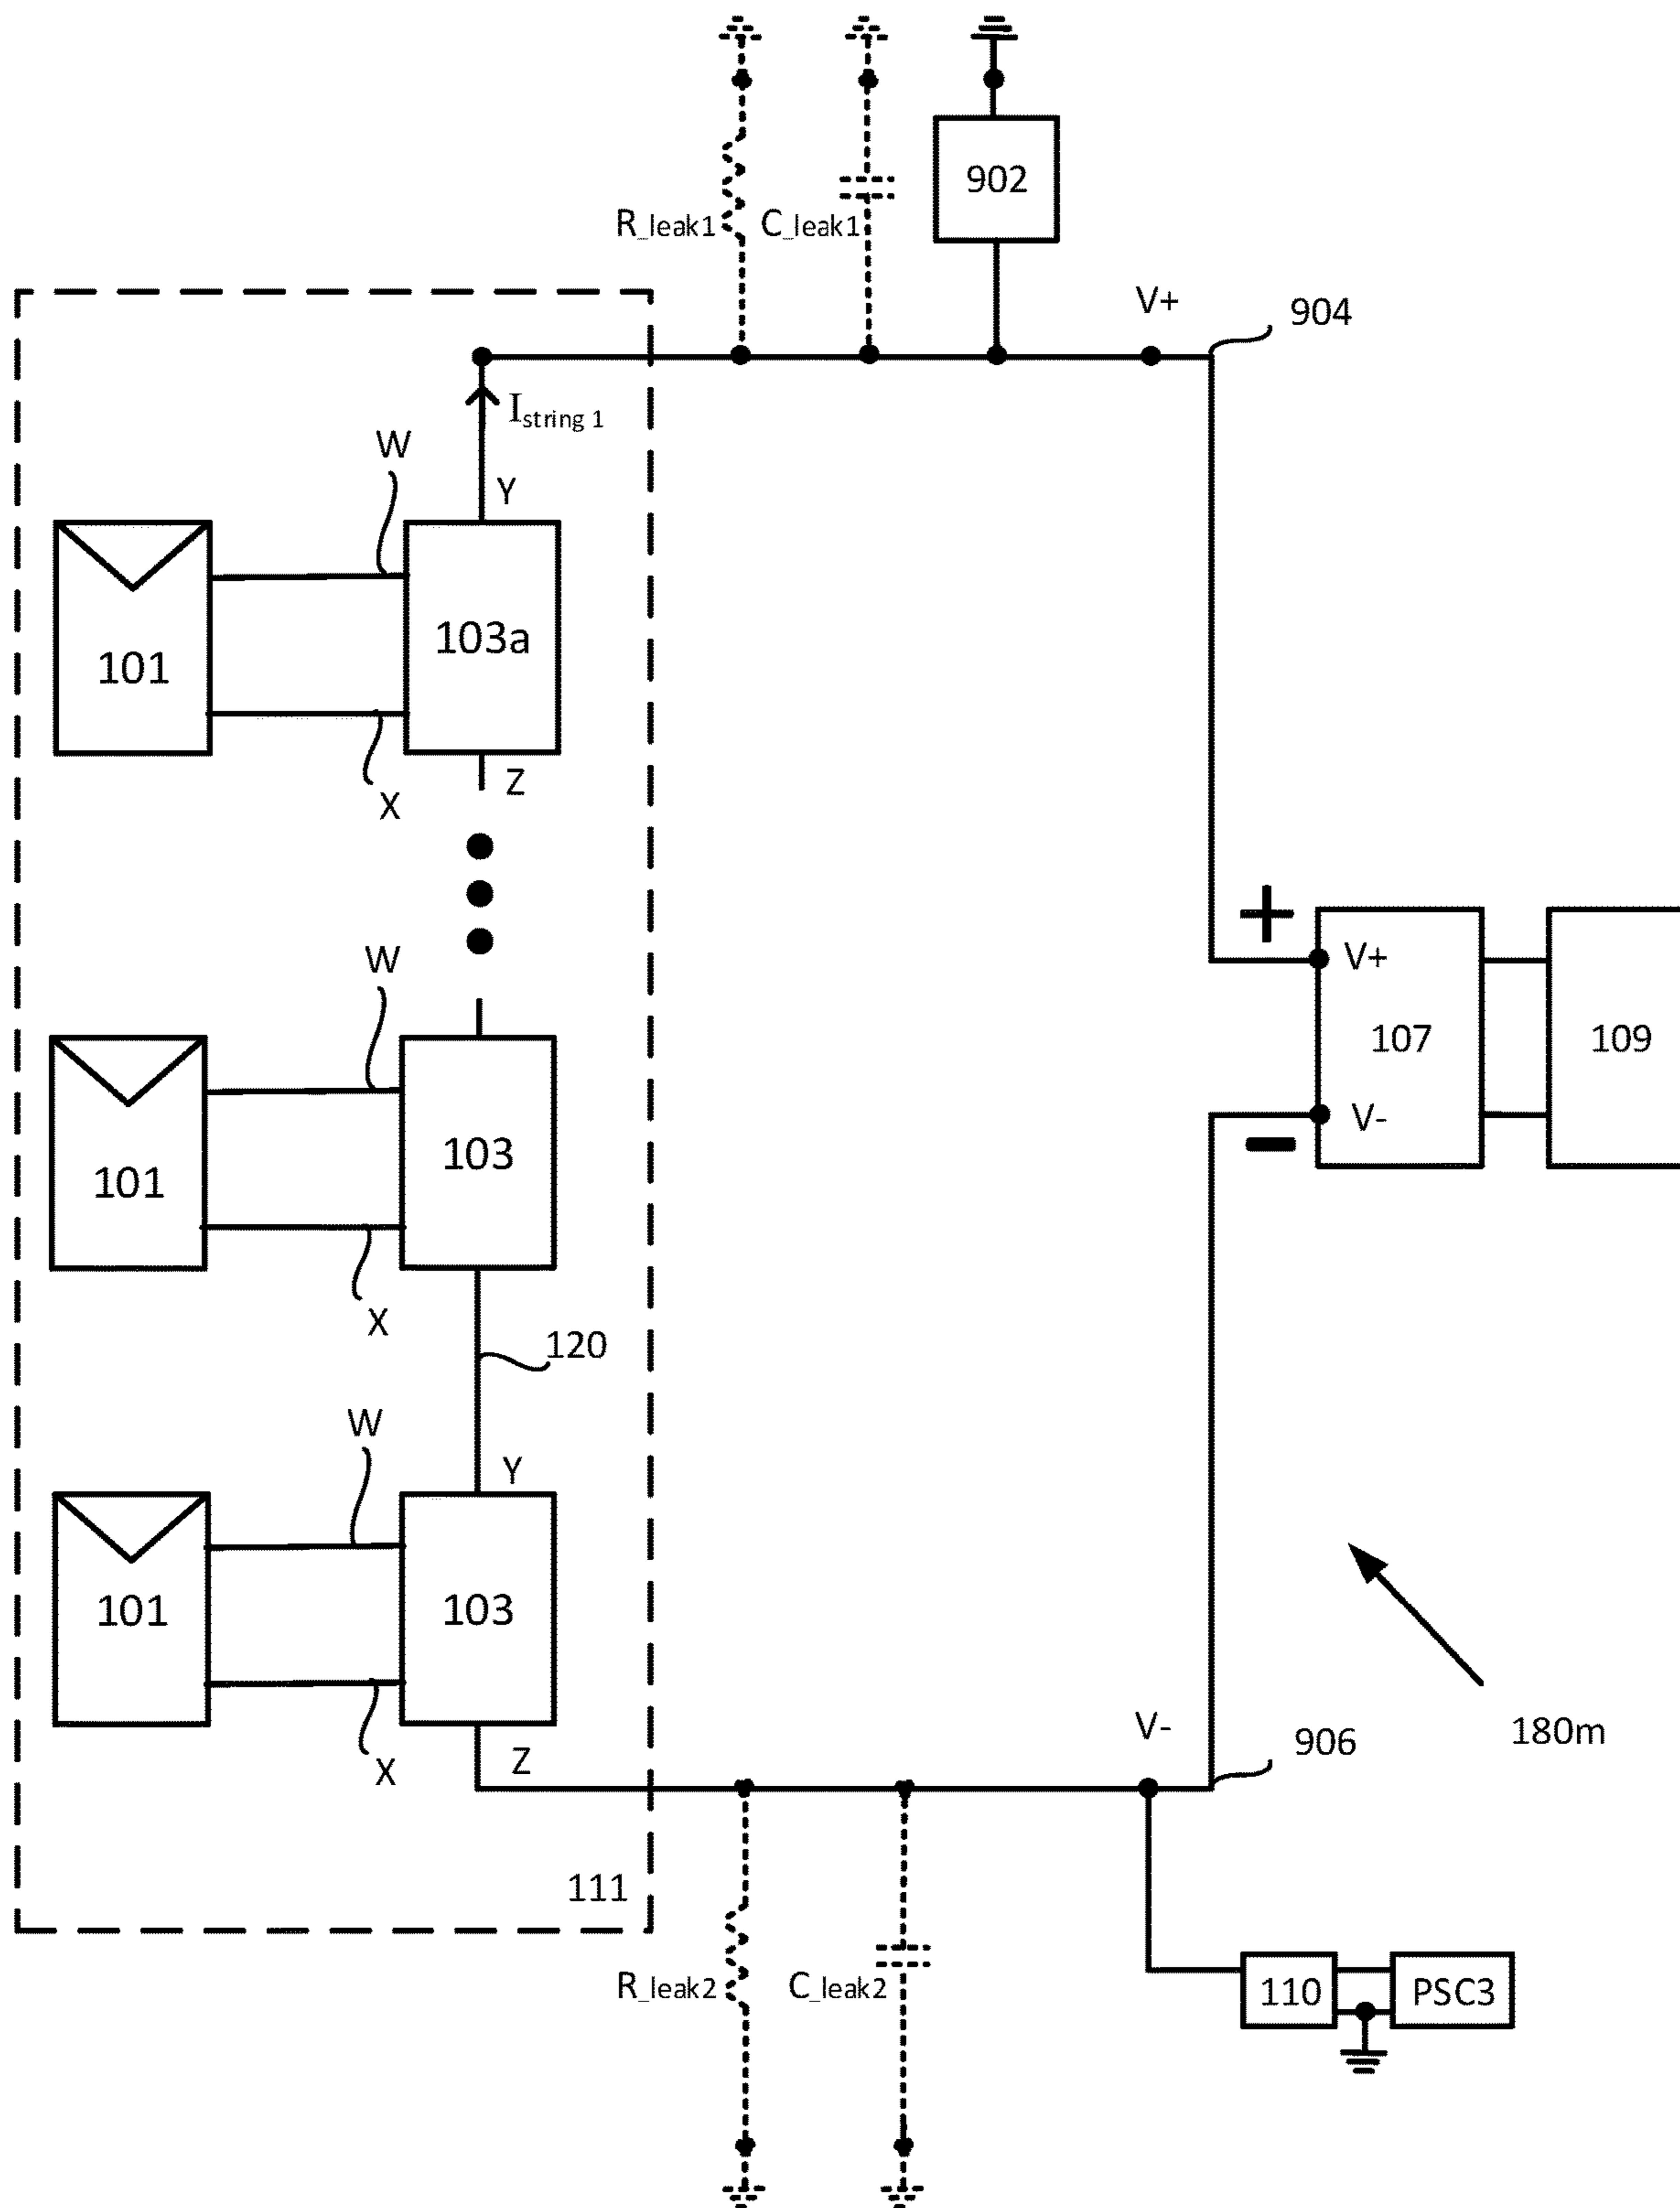 R_leak1
C_leak1
902
V+
904
I string 1
W
Y
101
103a
X
Z
W
+
V+
101
103
107
109
V-
-
X
120
W
Y
101
103
X
Z
V-
906
180m
111
R_leak2
C_leak2
110
PSC3